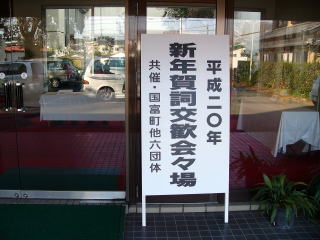 平成二〇年
新年賀詞交歓会々場
共催・国富町他六団体